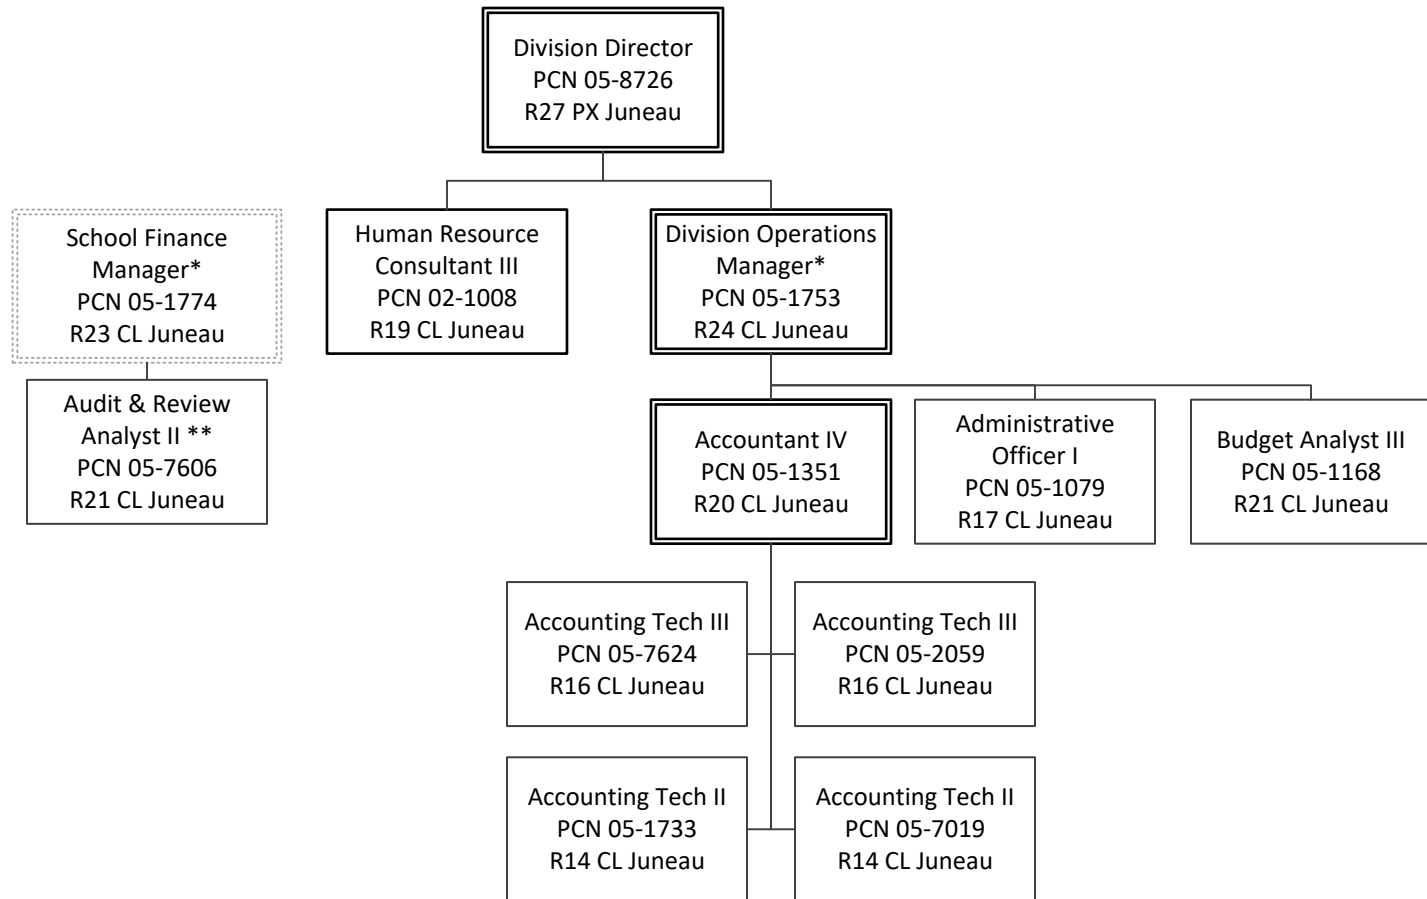 Division Director
PCN 05-8726
R27 PX Juneau
School Finance
Manager*
PCN 05-1774
R23 CL Juneau
Human Resource
Consultant III
PCN 02-1008
R19 CL Juneau
Division Operations
Manager*
PCN 05-1753
R24 CL Juneau
Audit & Review
Analyst II **
PCN 05-7606
R21 CL Juneau
Accountant IV
PCN 05-1351
R20 CL Juneau
Administrative
Officer I
PCN 05-1079
R17 CL Juneau
Budget Analyst III
PCN 05-1168
R21 CL Juneau
Accounting Tech III
PCN 05-7624
R16 CL Juneau
Accounting Tech III
PCN 05-2059
R16 CL Juneau
Accounting Tech II
PCN 05-1733
R14 CL Juneau
Accounting Tech II
PCN 05-7019
R14 CL Juneau